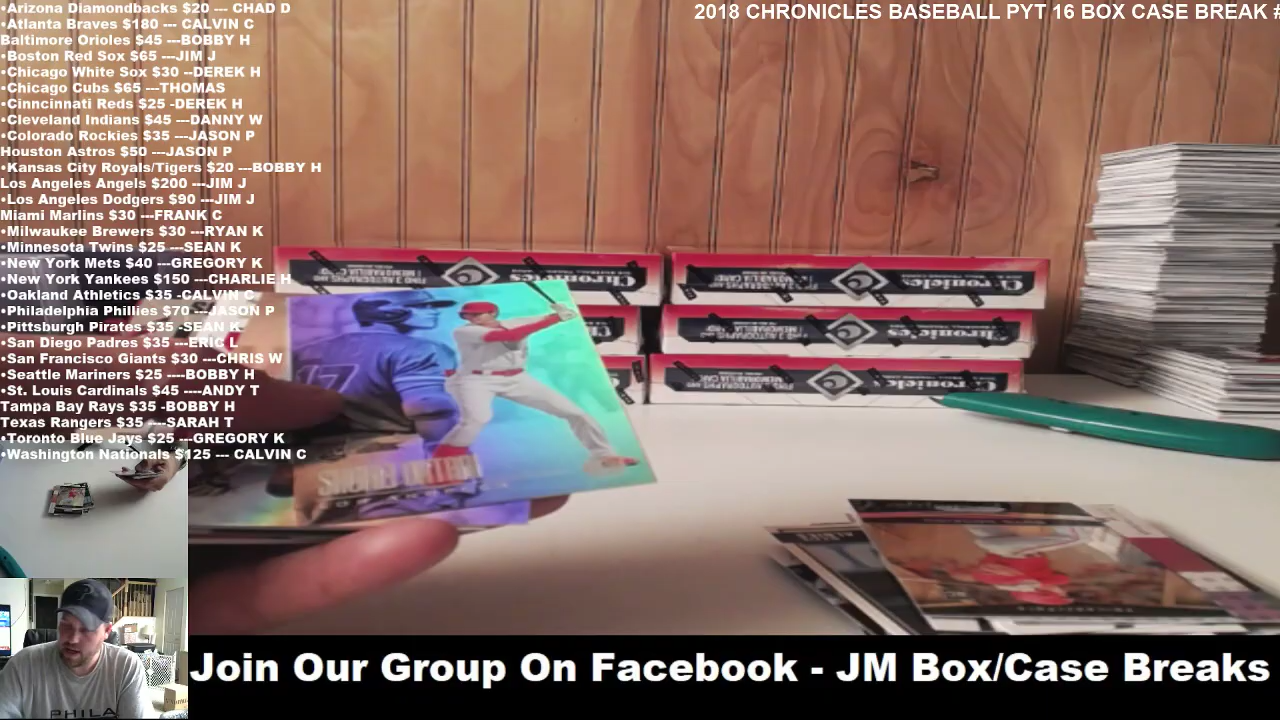 •Arizona Diamondbacks $20 --- CHAD D
2018 CHRONICLES BASEBALL PYT 16 BOX CASE BREAK #
•Atlanta Braves $180 --- CALVIN C
Baltimore Orioles $45 ---BOBBY H
•Boston Red Sox $65 ---JIM J
•Chicago White Sox $30 --DEREK H
•Chicago Cubs $65 ---THOMAS
•Cinncinnati Reds $25 -DEREK H
•Cleveland Indians $45 ---DANNY W
•Colorado Rockies $35 ---JASON P
Houston Astros $50 ---JASON P
•Kansas City Royals/Tigers $20 ---BOBBY H
Los Angeles Angels $200 ---JIM J
•Los Angeles Dodgers $90 ---JIM J
Miami Marlins $30 ---FRANK C
•Milwaukee Brewers $30 ---RYAN K
•Minnesota Twins $25 ---SEAN K
•New York Mets $40 ---GREGORY K
•New York Yankees $150 ---CHARLIE H
•Oakland Athletics $35 -CALVIN C
•Philadelphia Phillies $70 ---JASON P
•Pittsburgh Pirates $35 -SEAN K
•San Diego Padres $35 ---ERIC L
•San Francisco Giants $30 ---CHRIS W
•Seattle Mariners $25 ----BOBBY H
•St. Louis Cardinals $45 ----ANDY T
Tampa Bay Rays $35 -BOBBY H
Texas Rangers $35 ----SARAH T
•Toronto Blue Jays $25 ---GREGORY K
•Washington Nationals $125 --- CALVIN C
Chronicles
Chronicles
Chronicles
Chronicles
17
SHOHEI OHTANI
PHILADELPHIA
PHILA
Join Our Group On Facebook - JM Box/Case Breaks